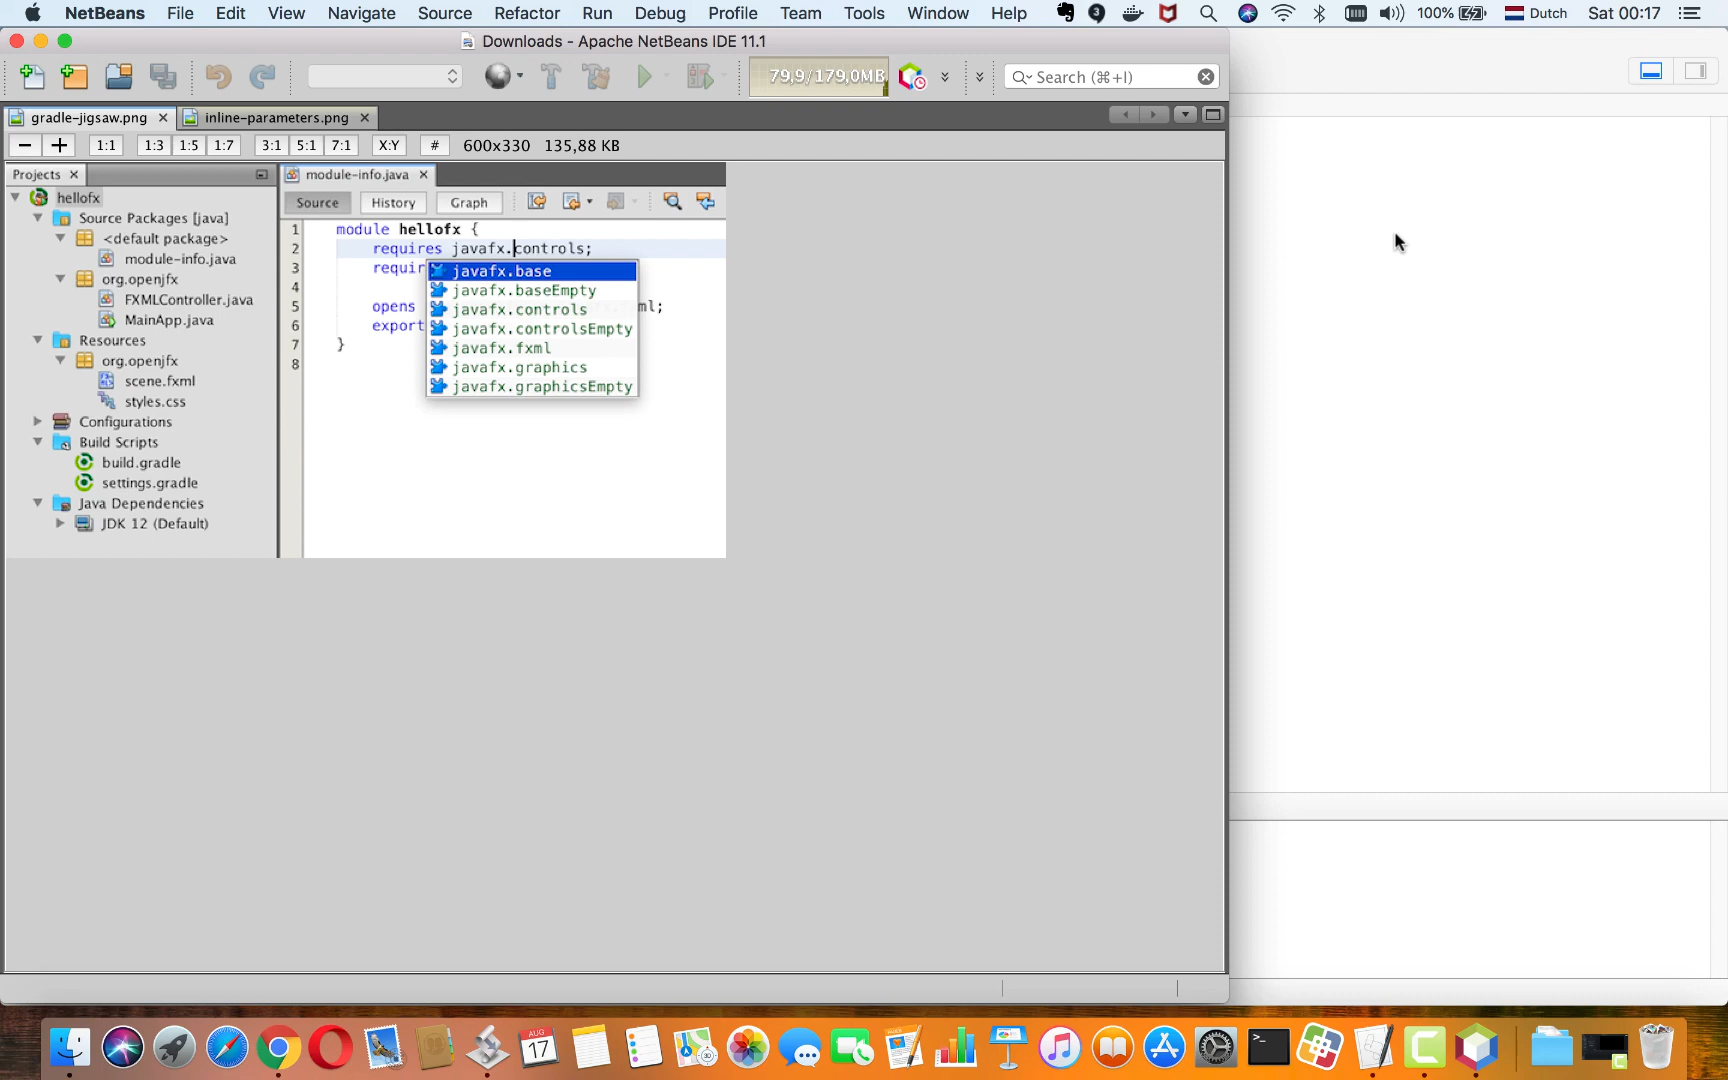 NetBeans File Edit View Navigate Source Refactor Run Debug Profile Team Tools Window Help 3 100% Dutch Sat 00:17
Downloads - Apache NetBeans IDE 11.1
79,9/179,0MB Search (⌘+I)
gradle-jigsaw.png inline-parameters.png
1:1 1:3 1:5 1:7 3:1 5:1 7:1 X:Y # 600x330 135,88 KB
Projects
hellofx
Source Packages [java]
<default package>
module-info.java
org.openjfx
FXMLController.java
MainApp.java
Resources
org.openjfx
scene.fxml
styles.css
Configurations
Build Scripts
build.gradle
settings.gradle
Java Dependencies
JDK 12 (Default)
module-info.java
Source History Graph
1 module hellofx {
2 requires javafx.controls;
3 requir
4
5 opens ml;
6 export
7 }
8
javafx.base
javafx.baseEmpty
javafx.controls
javafx.controlsEmpty
javafx.fxml
javafx.graphics
javafx.graphicsEmpty
AUG
17